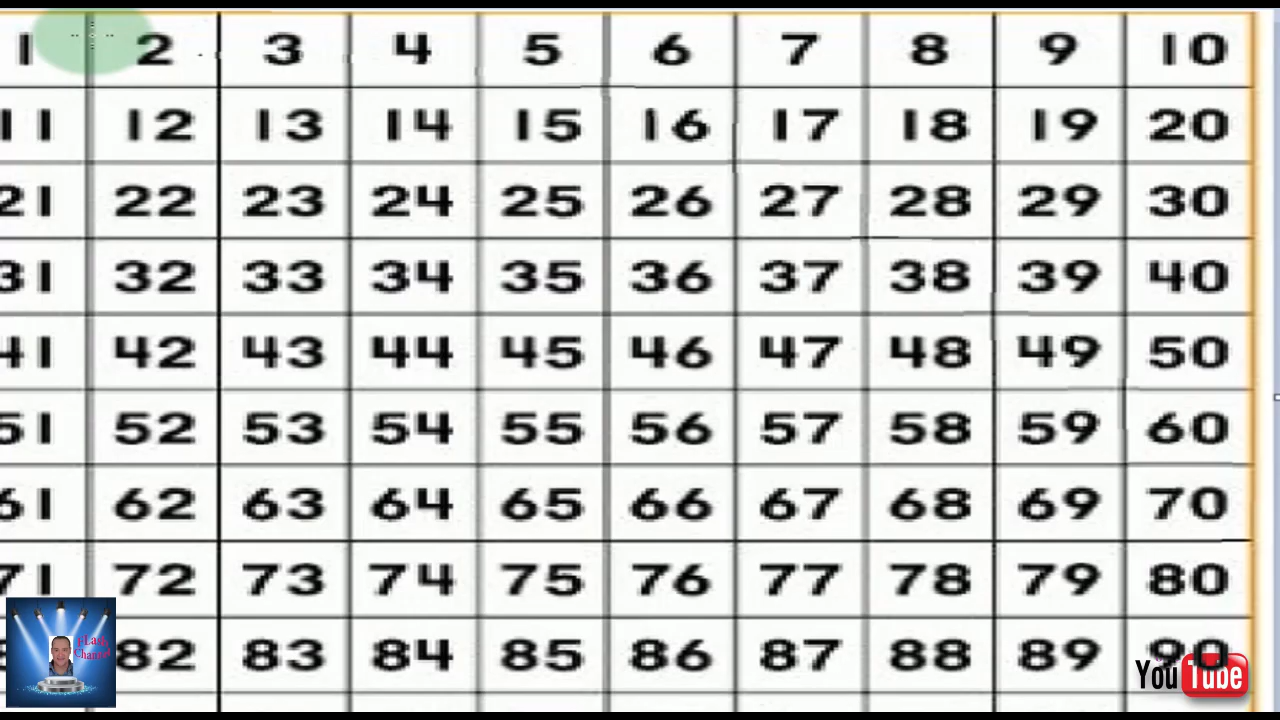 1 2 3 4 5 6 7 8 9 10
11 12 13 14 15 16 17 18 19 20
21 22 23 24 25 26 27 28 29 30
31 32 33 34 35 36 37 38 39 40
41 42 43 44 45 46 47 48 49 50
51 52 53 54 55 56 57 58 59 60
61 62 63 64 65 66 67 68 69 70
71 72 73 74 75 76 77 78 79 80
82 83 84 85 86 87 88 89 90
Channel
YouTube